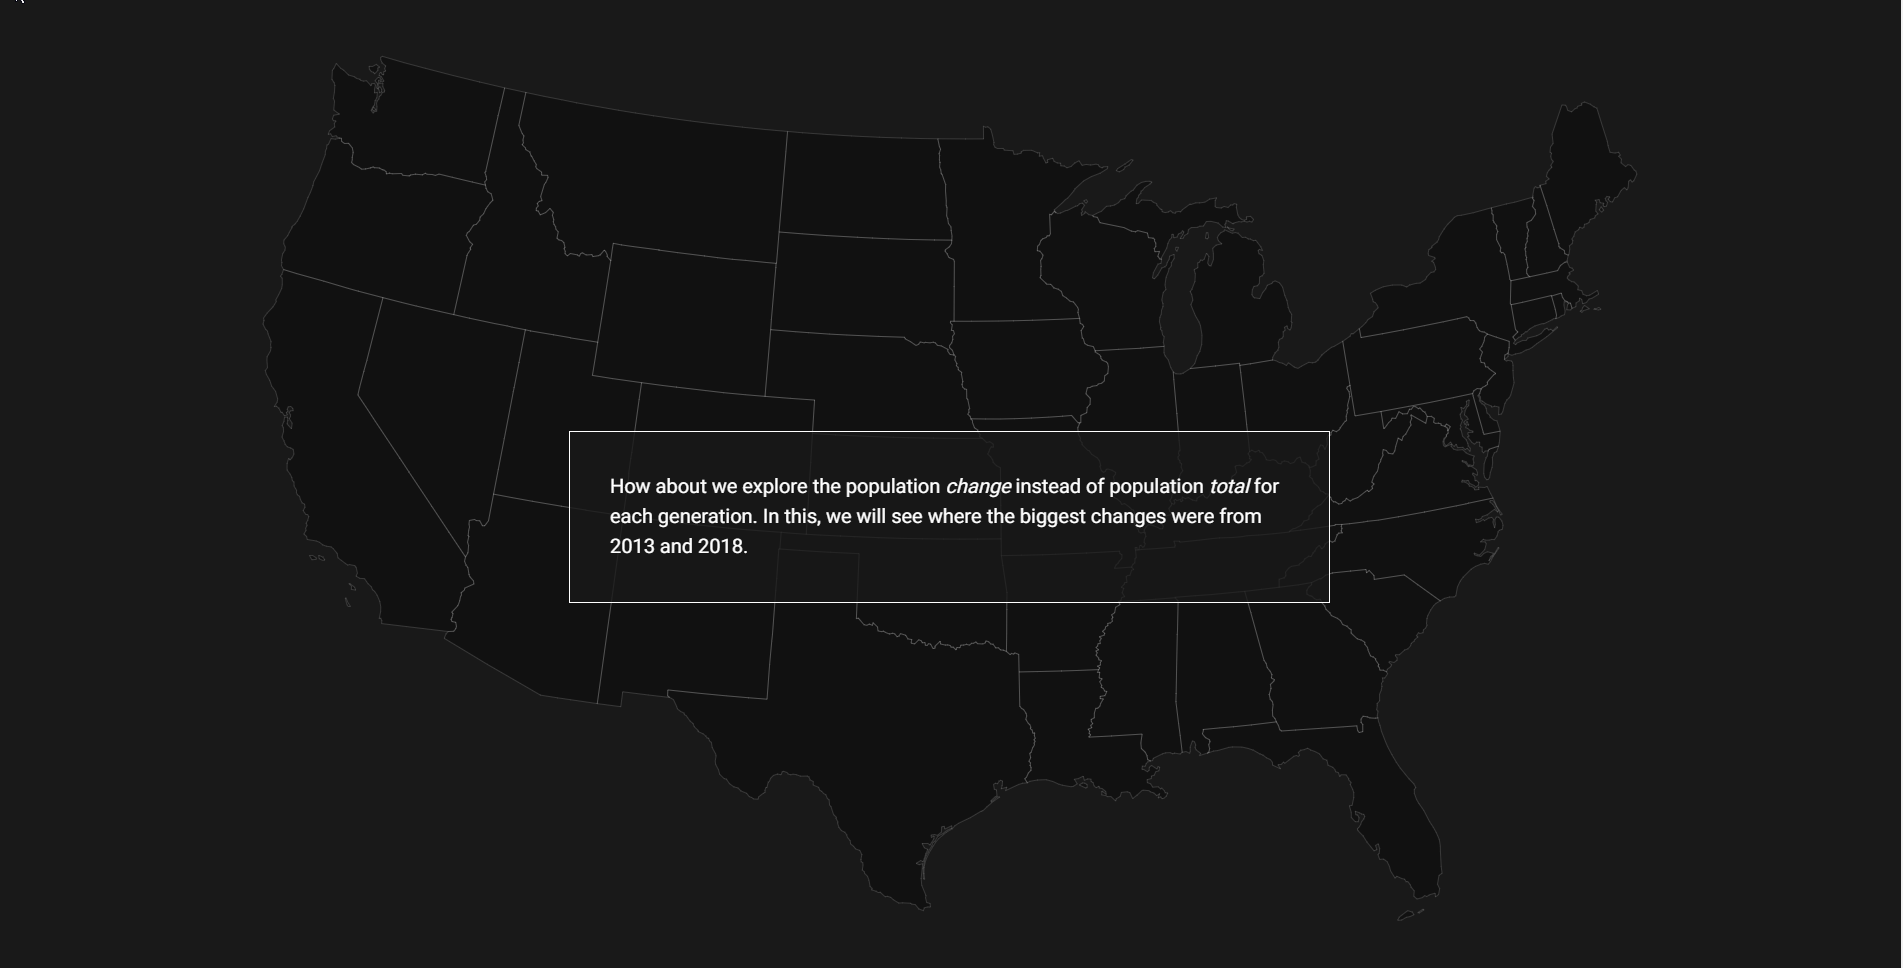 How about we explore the population change instead of population total for
each generation. In this, we will see where the biggest changes were from
2013 and 2018.